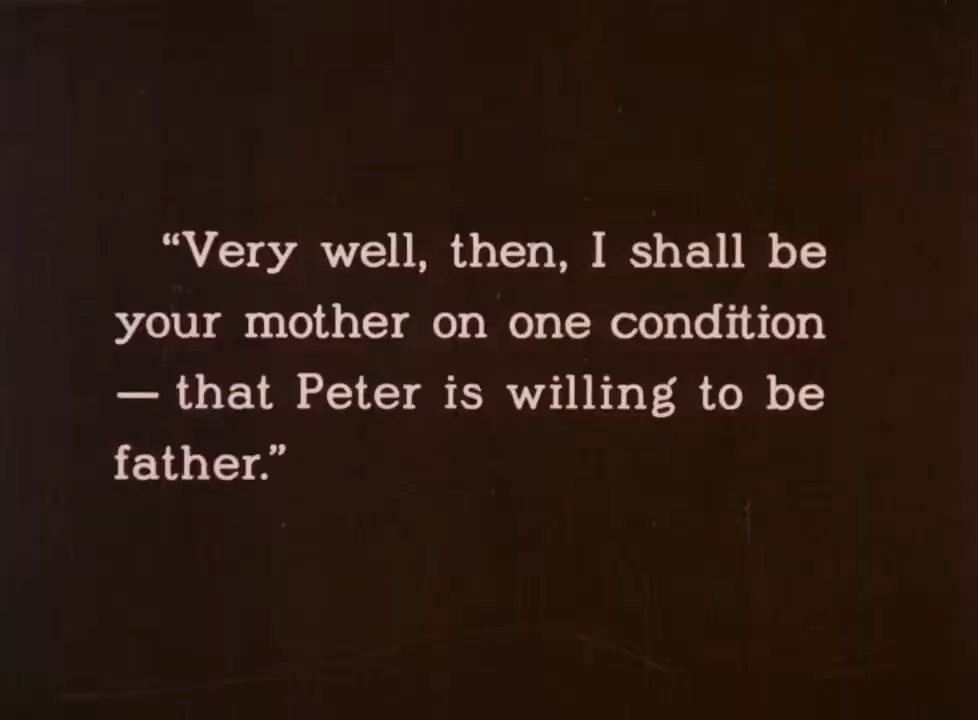 “Very well, then, I shall be
your mother on one condition
— that Peter is willing to be
father.”